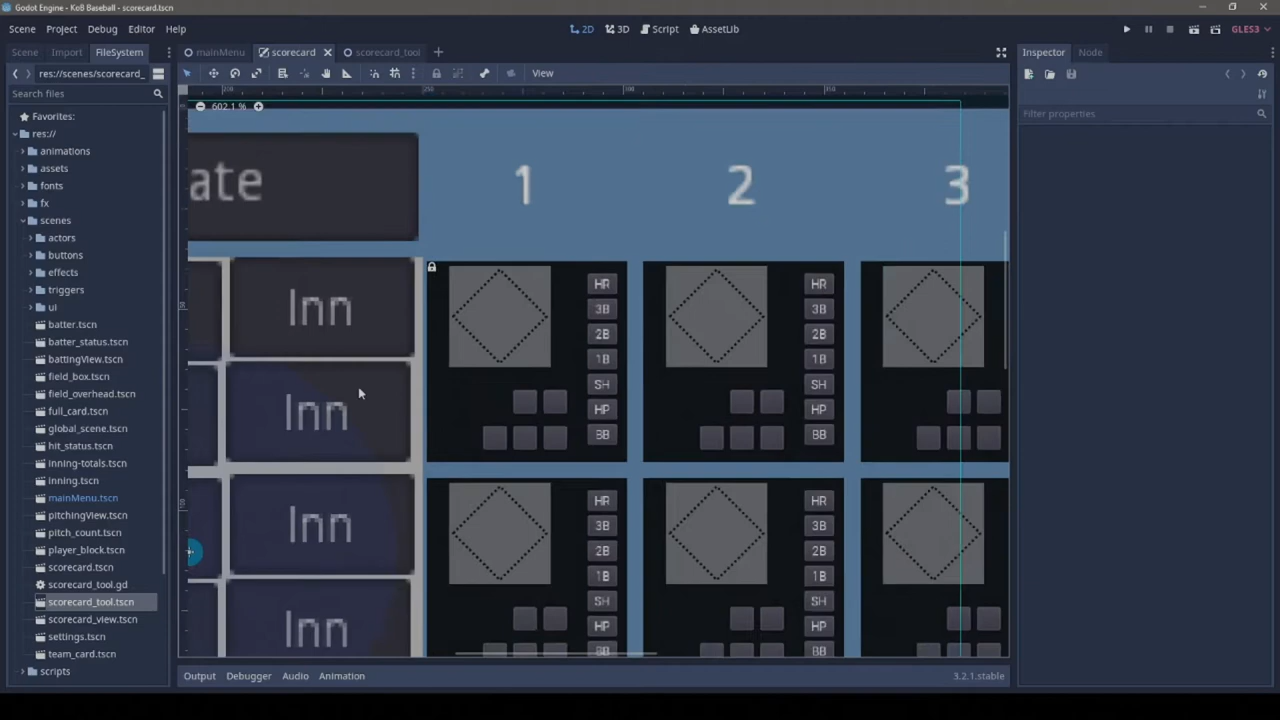 Godot Engine - KoB Baseball - scorecard.tscn
Scene Project Debug Editor Help
2D 3D Script AssetLib
GLES3
Scene Import FileSystem
mainMenu scorecard scorecard_tool
Inspector Node
res://scenes/scorecard_
View
Search files
602.1 %
200 250 300 350
Filter properties
Favorites:
res://
animations
assets
fonts
fx
scenes
actors
buttons
effects
triggers
ui
batter.tscn
batter_status.tscn
battingView.tscn
field_box.tscn
field_overhead.tscn
full_card.tscn
global_scene.tscn
hit_status.tscn
inning-totals.tscn
inning.tscn
mainMenu.tscn
pitchingView.tscn
pitch_count.tscn
player_block.tscn
scorecard.tscn
scorecard_tool.gd
scorecard_tool.tscn
scorecard_view.tscn
settings.tscn
team_card.tscn
scripts
ate 1 2 3
Inn
Inn
Inn
Inn
HR HR
3B 3B
2B 2B
1B 1B
SH SH
HP HP
BB BB
HR HR
3B 3B
2B 2B
1B 1B
SH SH
HP HP
BB BB
Output Debugger Audio Animation
3.2.1.stable